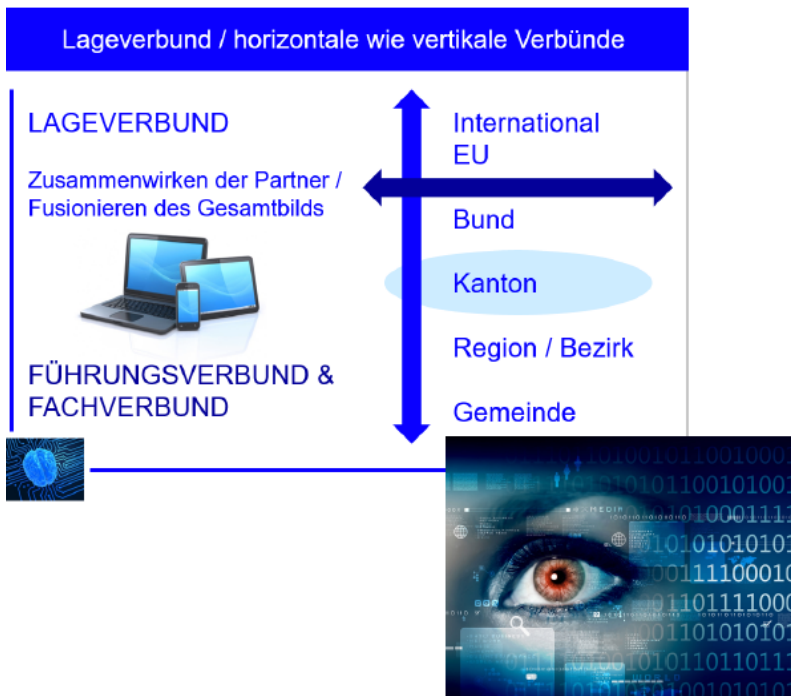 Lageverbund / horizontale wie vertikale Verbünde
LAGEVERBUND
Zusammenwirken der Partner /
Fusionieren des Gesamtbilds
FÜHRUNGSVERBUND &
FACHVERBUND
International
EU
Bund
Kanton
Region / Bezirk
Gemeinde